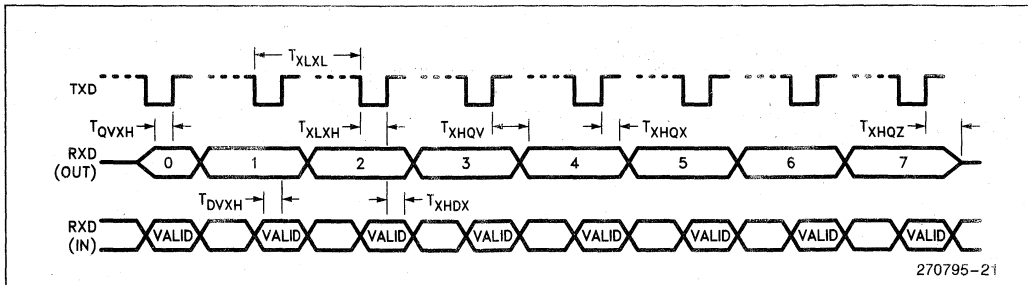 T_XLXL
TXD
T_QVXH T_XLXH T_XHQV T_XHQX T_XHQZ
RXD (OUT) 0 1 2 3 4 5 6 7
T_DVXH T_XHDX
RXD (IN) VALID VALID VALID VALID VALID VALID VALID VALID
270795-21